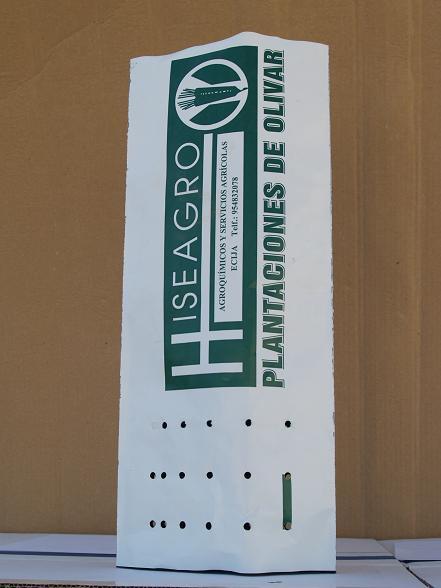 HISEAGRO
AGROQUÍMICOS Y SERVICIOS AGRÍCOLAS
ECIJA Telf.: 954832078
PLANTACIONES DE OLIVAR